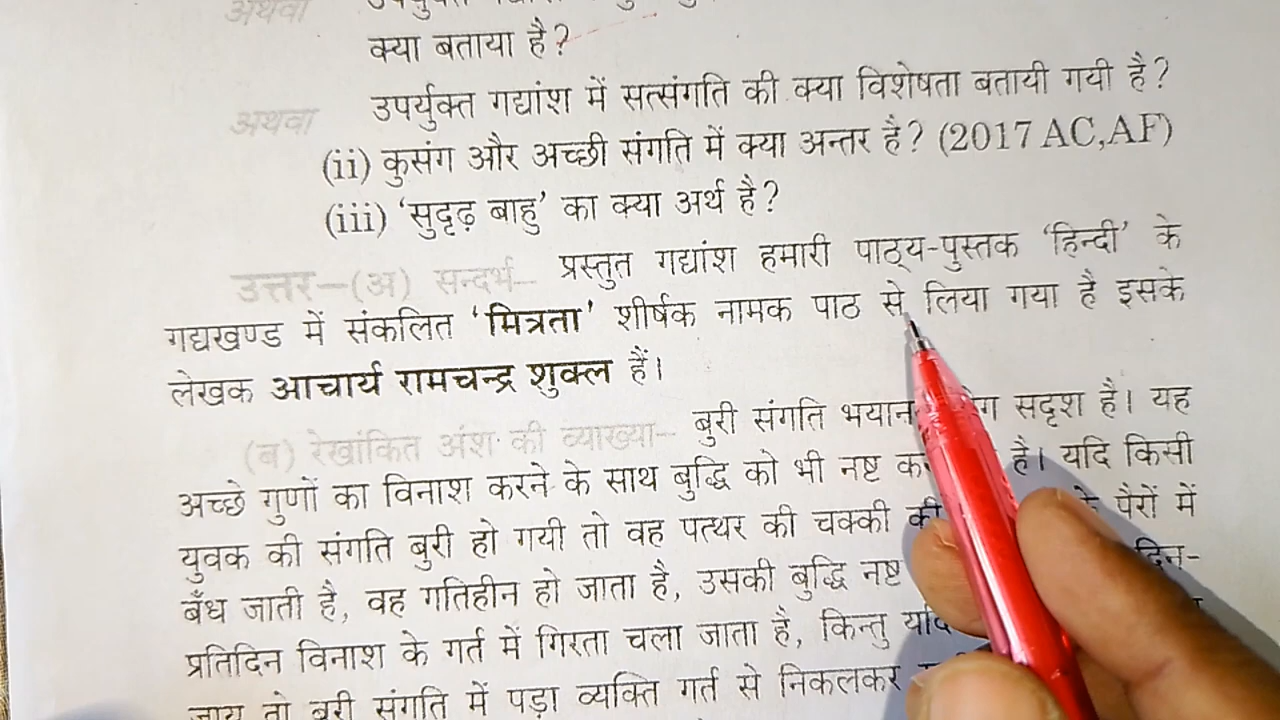 अथवा
क्या बताया है?
अथवा उपर्युक्त गद्यांश में सत्संगति की क्या विशेषता बतायी गयी है?
(ii) कुसंग और अच्छी संगति में क्या अन्तर है? (2017 AC,AF)
(iii) ‘सुदृढ़ बाहु’ का क्या अर्थ है?
उत्तर–(अ) सन्दर्भ– प्रस्तुत गद्यांश हमारी पाठ्य-पुस्तक ‘हिन्दी’ के
गद्यखण्ड में संकलित ‘मित्रता’ शीर्षक नामक पाठ से लिया गया है इसके
लेखक आचार्य रामचन्द्र शुक्ल हैं।
(ब) रेखांकित अंश की व्याख्या– बुरी संगति सदृश है। यह
अच्छे गुणों का विनाश करने के साथ बुद्धि को भी नष्ट है। यदि किसी
युवक की संगति बुरी हो गयी तो वह पत्थर की चक्की पैरों में
बँध जाती है, वह गतिहीन हो जाता है, उसकी बुद्धि नष्ट दिन-
प्रतिदिन विनाश के गर्त में गिरता चला जाता है, किन्तु
जाय तो बुरी संगति में पड़ा व्यक्ति गर्त से निकलकर